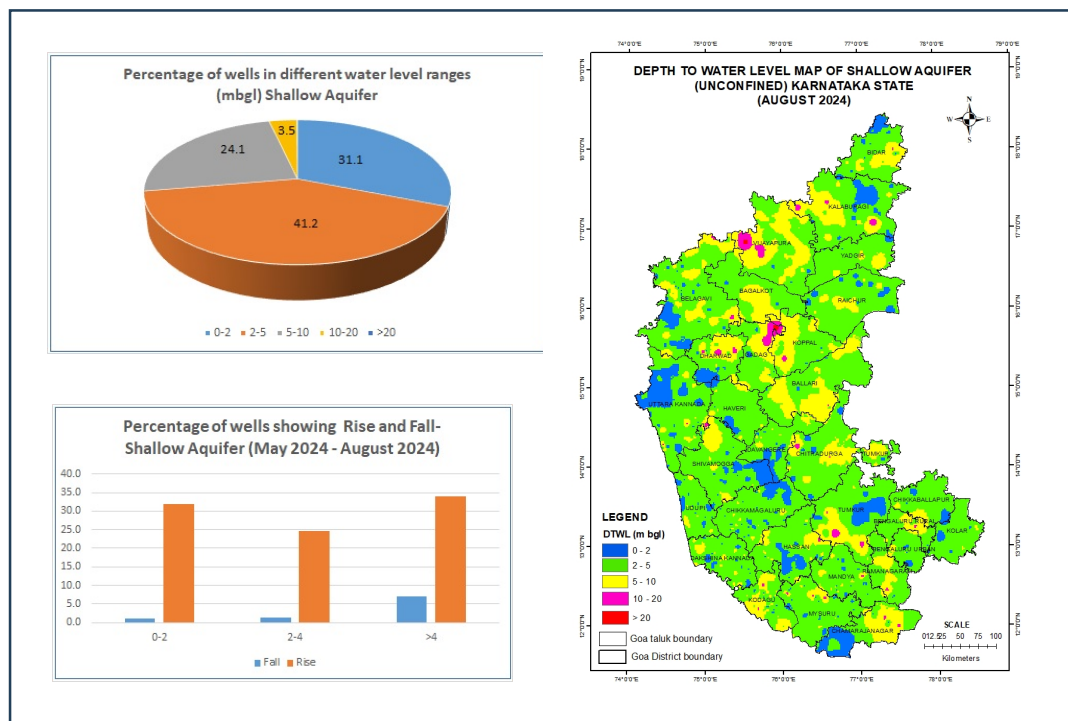 Percentage of wells in different water level ranges
(mbgl) Shallow Aquifer
3.5
31.1
24.1
41.2
0-2 2-5 5-10 10-20 >20
Percentage of wells showing Rise and Fall-
Shallow Aquifer (May 2024 - August 2024)
40.0
35.0
30.0
25.0
20.0
15.0
10.0
5.0
0.0
0-2 2-4 >4
Fall Rise
74°0'0"E 75°0'0"E 76°0'0"E 77°0'0"E 78°0'0"E 79°0'0"E
DEPTH TO WATER LEVEL MAP OF SHALLOW AQUIFER
(UNCONFINED) KARNATAKA STATE
(AUGUST 2024)
N
W E
S
BIDAR
KALABURAGI
VIJAYAPURA
YADGIR
BAGALKOT
BELAGAVI
RAICHUR
KOPPAL
DHARWAD
GADAG
BALLARI
UTTARA KANNADA
HAVERI
DAVANGERE
CHITRADURGA
TUMKUR
SHIVAMOGGA
CHIKKABALLAPUR
UDUPI
CHIKKAMAGALURU
TUMKUR
BENGALURU RURAL
KOLAR
HASSAN
BENGALURU URBAN
DAKSHINA KANNADA
RAMANAGARA
MANDYA
KODAGU
MYSURU
CHAMARAJANAGAR
LEGEND
DTWL (m bgl)
0 - 2
2 - 5
5 - 10
10 - 20
> 20
Goa taluk boundary
Goa District boundary
SCALE
012.525 50 75 100
Kilometers
74°0'0"E 75°0'0"E 76°0'0"E 77°0'0"E 78°0'0"E